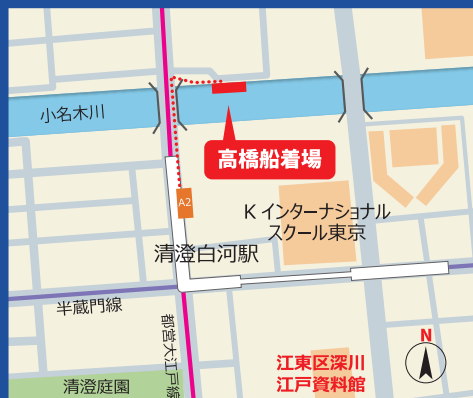 小名木川
高橋船着場
A2
K インターナショナル
スクール東京
清澄白河駅
半蔵門線
都営大江戸線
清澄庭園
江東区深川
江戸資料館
N